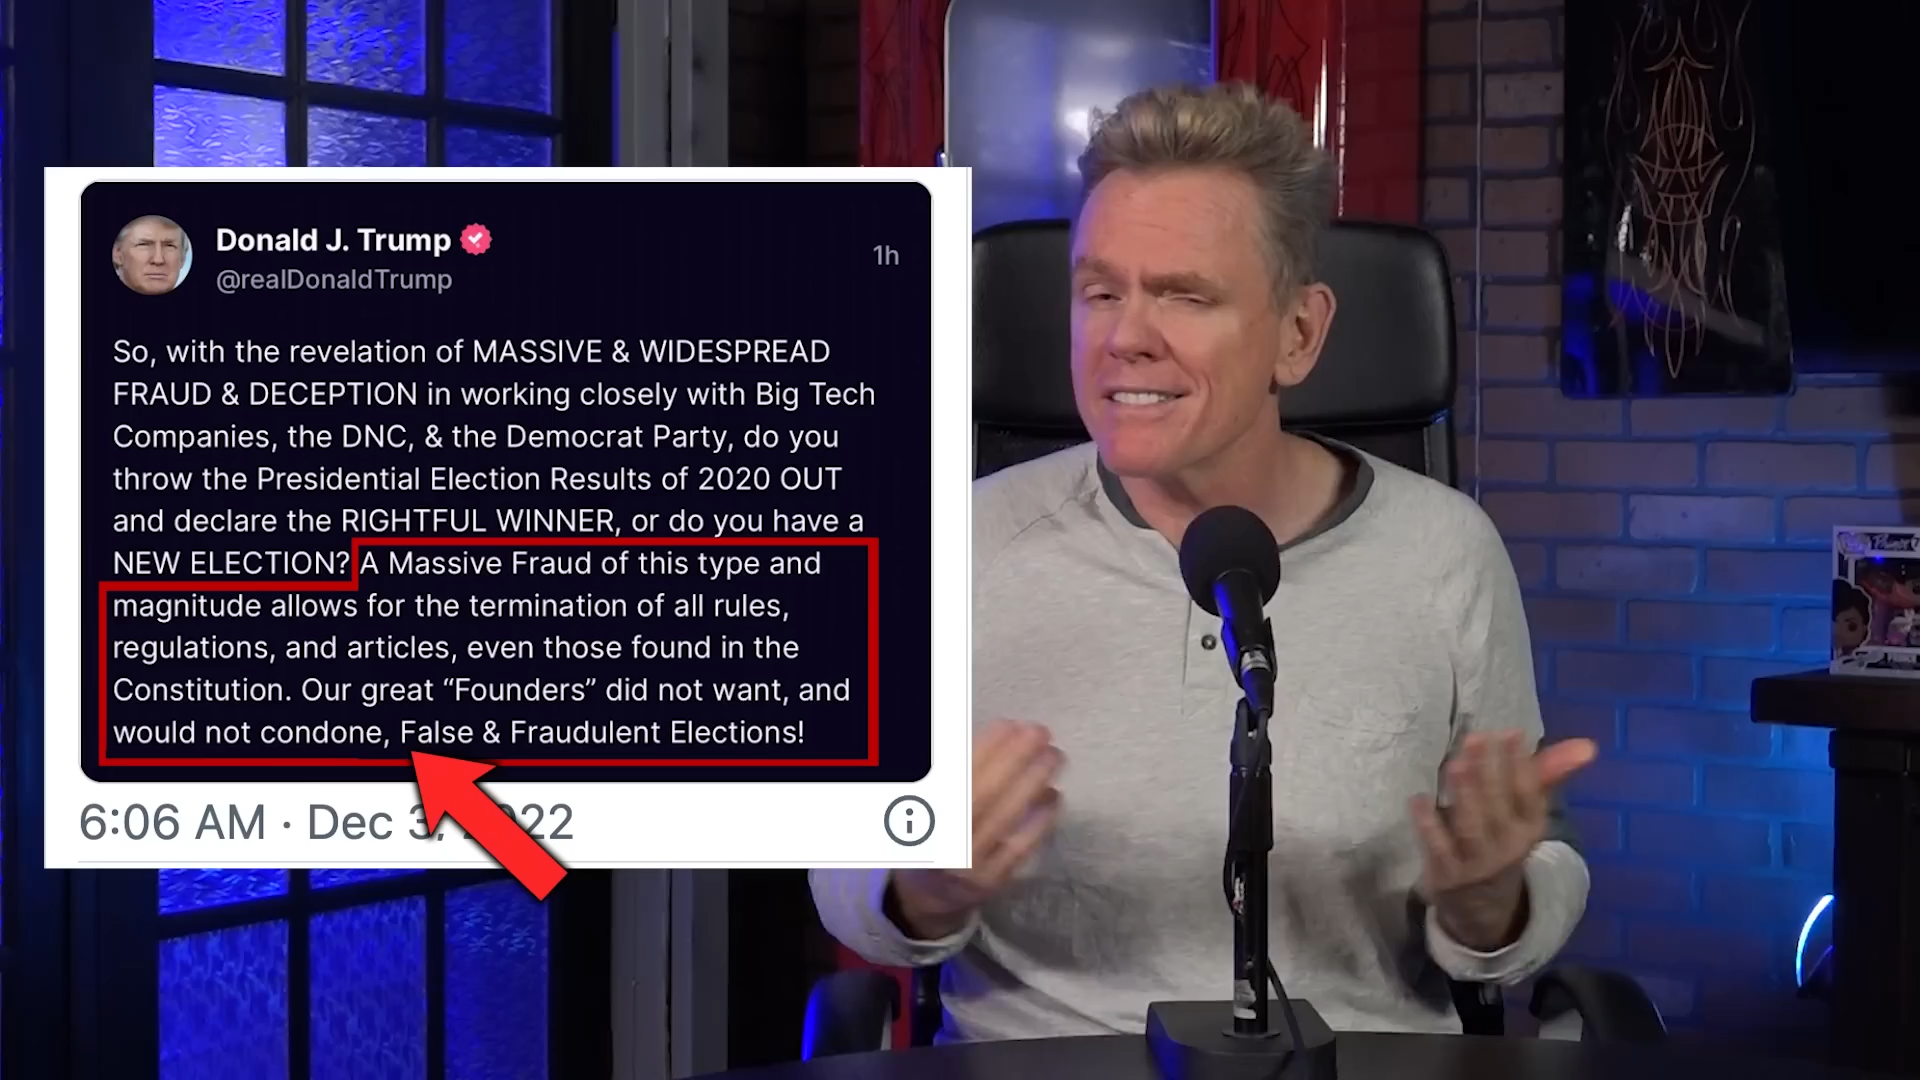 Donald J. Trump
@realDonaldTrump
1h
So, with the revelation of MASSIVE & WIDESPREAD
FRAUD & DECEPTION in working closely with Big Tech
Companies, the DNC, & the Democrat Party, do you
throw the Presidential Election Results of 2020 OUT
and declare the RIGHTFUL WINNER, or do you have a
NEW ELECTION? A Massive Fraud of this type and
magnitude allows for the termination of all rules,
regulations, and articles, even those found in the
Constitution. Our great “Founders” did not want, and
would not condone, False & Fraudulent Elections!
6:06 AM · Dec 3, 2022